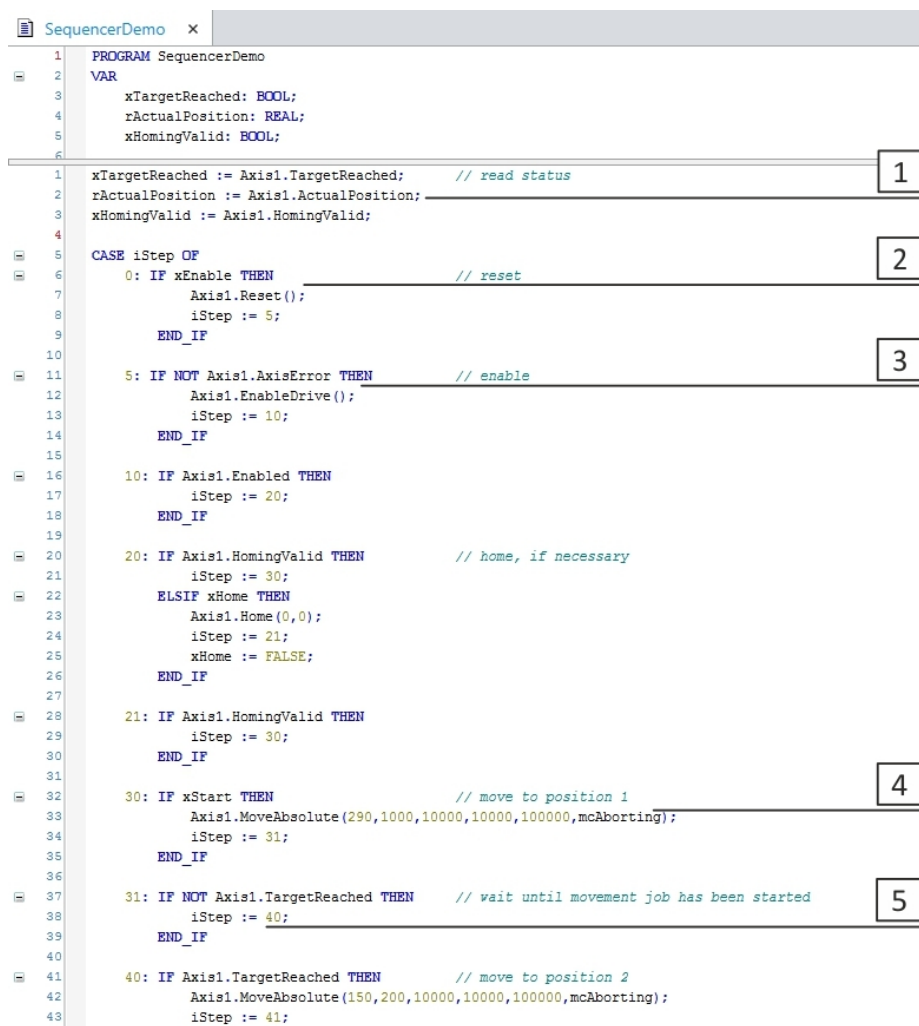 SequencerDemo ×
1 PROGRAM SequencerDemo
2 VAR
3 xTargetReached: BOOL;
4 rActualPosition: REAL;
5 xHomingValid: BOOL;
6
1 xTargetReached := Axis1.TargetReached; // read status 1
2 rActualPosition := Axis1.ActualPosition;
3 xHomingValid := Axis1.HomingValid;
4
5 CASE iStep OF 2
6 0: IF xEnable THEN // reset
7 Axis1.Reset();
8 iStep := 5;
9 END_IF
10
3
11 5: IF NOT Axis1.AxisError THEN // enable
12 Axis1.EnableDrive();
13 iStep := 10;
14 END_IF
15
16 10: IF Axis1.Enabled THEN
17 iStep := 20;
18 END_IF
19
20 20: IF Axis1.HomingValid THEN // home, if necessary
21 iStep := 30;
22 ELSIF xHome THEN
23 Axis1.Home(0,0);
24 iStep := 21;
25 xHome := FALSE;
26 END_IF
27
28 21: IF Axis1.HomingValid THEN
29 iStep := 30;
30 END_IF
31
4
32 30: IF xStart THEN // move to position 1
33 Axis1.MoveAbsolute(290,1000,10000,10000,100000,mcAborting);
34 iStep := 31;
35 END_IF
36
37 31: IF NOT Axis1.TargetReached THEN // wait until movement job has been started 5
38 iStep := 40;
39 END_IF
40
41 40: IF Axis1.TargetReached THEN // move to position 2
42 Axis1.MoveAbsolute(150,200,10000,10000,100000,mcAborting);
43 iStep := 41;